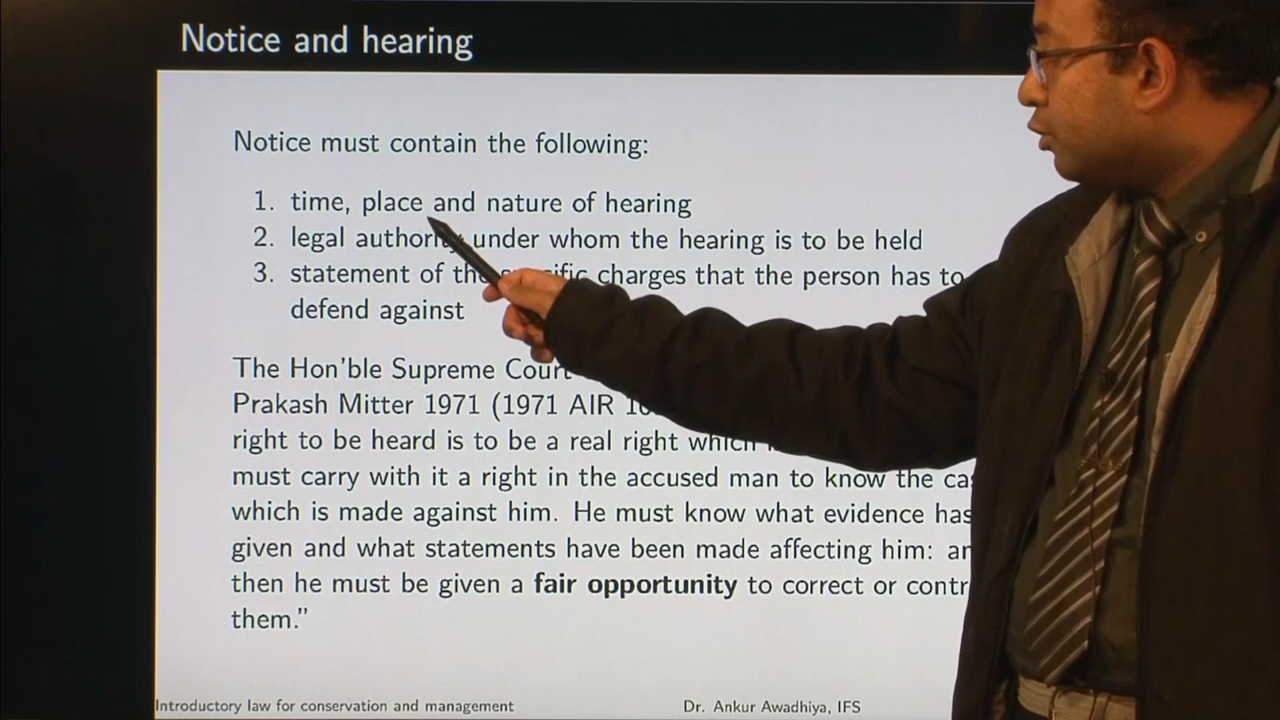 Notice and hearing
Notice must contain the following:
1. time, place and nature of hearing
2. legal authority under whom the hearing is to be held
3. statement of the specific charges that the person has to
defend against
The Hon'ble Supreme Court
Prakash Mitter 1971 (1971 AIR
right to be heard is to be a real right which
must carry with it a right in the accused man to know the
which is made against him. He must know what evidence has
given and what statements have been made affecting him:
then he must be given a fair opportunity to correct or
them."
Introductory law for conservation and management
Dr. Ankur Awadhiya, IFS